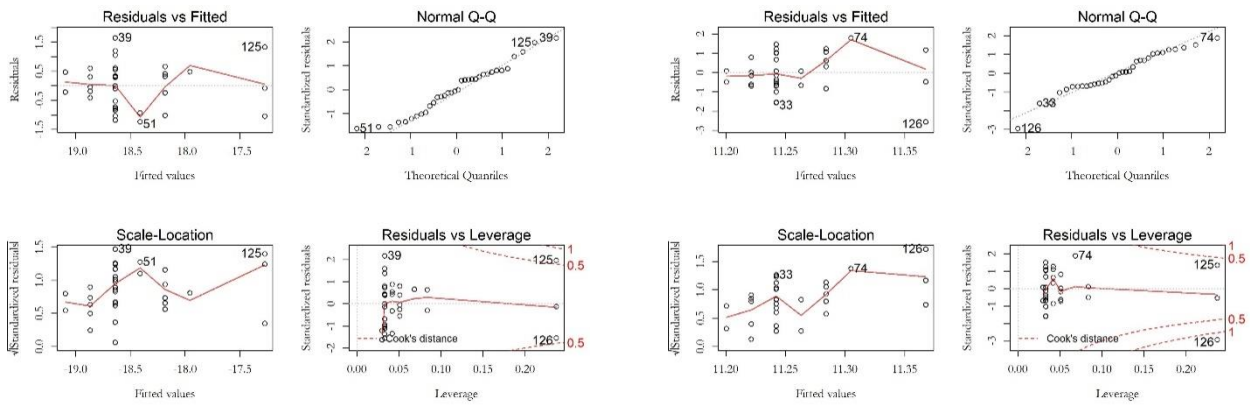 Residuals vs Fitted
Residuals
1.5
0.5
-0.5
-1.5
39
125
51
19.0 18.5 18.0 17.5
Fitted values
Normal Q-Q
Standardized residuals
2
1
0
-1
125 39
51
2 1 0 1 2
Theoretical Quantiles
Residuals vs Fitted
Residuals
2
1
0
-1
-2
-3
74
33
126
11.20 11.25 11.30 11.35
Fitted values
Normal Q-Q
Standardized residuals
2
1
0
-1
-3
74
33
126
2 1 0 1 2
Theoretical Quantiles
Scale-Location
√|Standardized residuals|
1.5
1.0
0.5
0.0
39
51
125
-19.0 -18.5 -18.0 -17.5
Fitted values
Residuals vs Leverage
Standardized residuals
2
1
0
-1
-2
39
125
126
1
0.5
0.5
Cook's distance
0.00 0.05 0.10 0.15 0.20
Leverage
Scale-Location
√|Standardized residuals|
1.5
1.0
0.5
0.0
126
33
74
11.20 11.25 11.30 11.35
Fitted values
Residuals vs Leverage
Standardized residuals
2
1
0
-1
-3
74
125
126
1
0.5
0.5
1
Cook's distance
0.00 0.05 0.10 0.15 0.20
Leverage